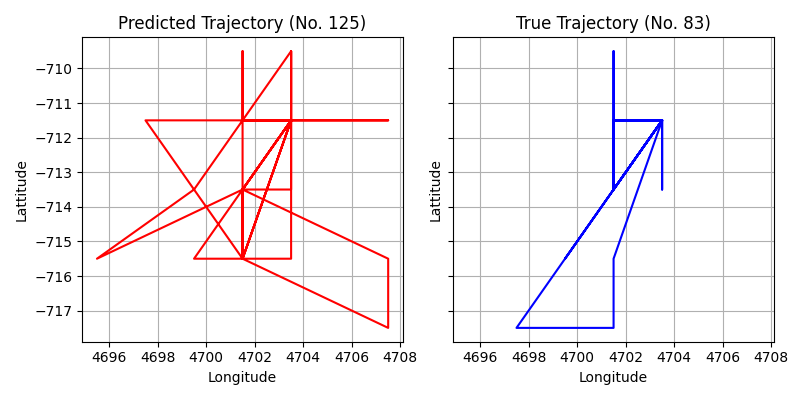 Predicted Trajectory (No. 125)
True Trajectory (No. 83)
−710
−711
−712
−713
−714
−715
−716
−717
Lattitude
Lattitude
4696 4698 4700 4702 4704 4706 4708
4696 4698 4700 4702 4704 4706 4708
Longitude
Longitude